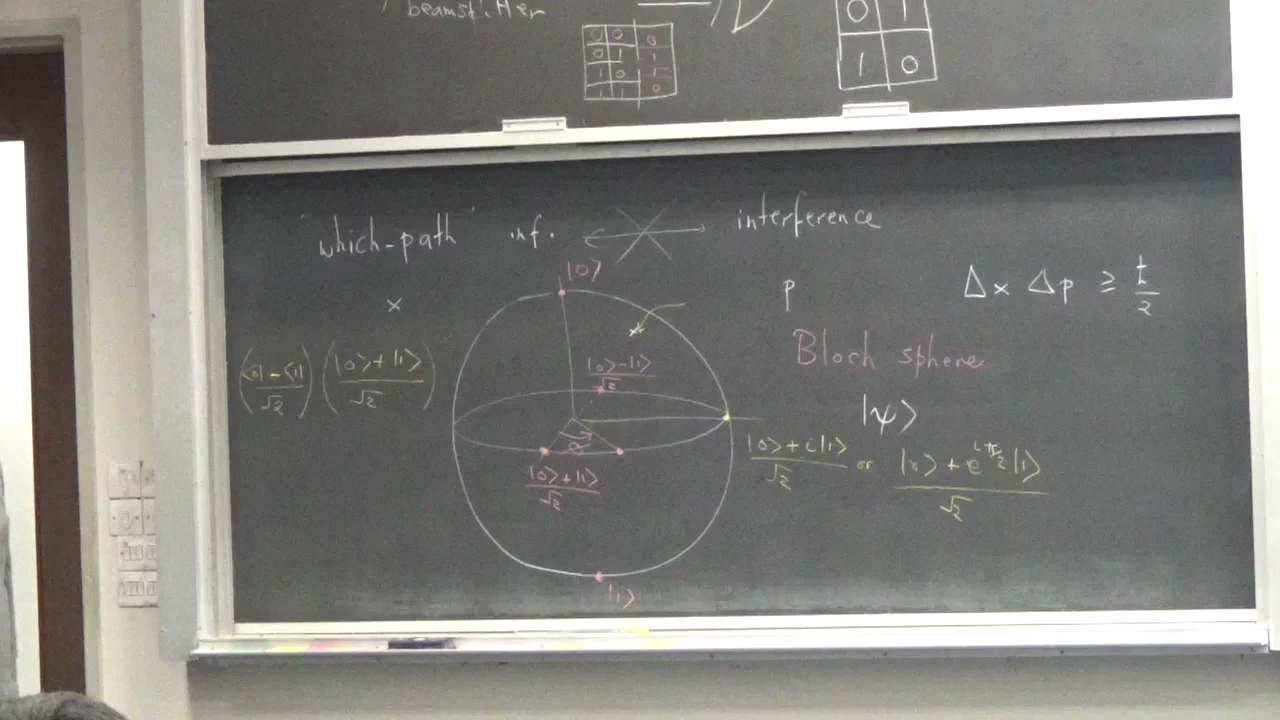 beamsplitter
0 0 0
0 1 1
1 0 1
1 1 0
0 1
1 0
"which-path" inf. interference
|0⟩
x p Δx Δp ≥ ħ/2
Bloch sphere
((⟨0| - ⟨1|)/√2) ((|0⟩ + |1⟩)/√2)
(|0⟩ - |1⟩)/√2
|ψ⟩
α
(|0⟩ + i|1⟩)/√2 or (|0⟩ + e^{iπ/2}|1⟩)/√2
(|0⟩ + |1⟩)/√2
|1⟩